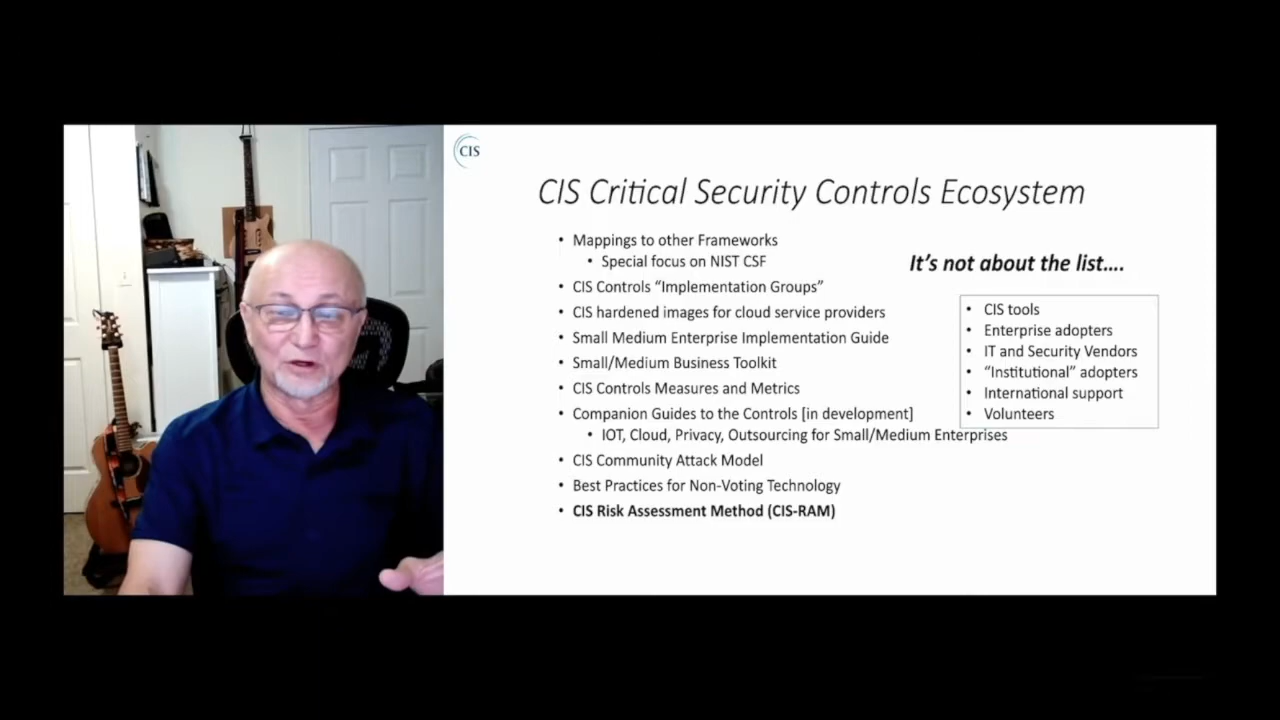 CIS
CIS Critical Security Controls Ecosystem
• Mappings to other Frameworks
• Special focus on NIST CSF
• CIS Controls “Implementation Groups”
• CIS hardened images for cloud service providers
• Small Medium Enterprise Implementation Guide
• Small/Medium Business Toolkit
• CIS Controls Measures and Metrics
• Companion Guides to the Controls [in development]
• IOT, Cloud, Privacy, Outsourcing for Small/Medium Enterprises
• CIS Community Attack Model
• Best Practices for Non-Voting Technology
• CIS Risk Assessment Method (CIS-RAM)
It’s not about the list….
• CIS tools
• Enterprise adopters
• IT and Security Vendors
• “Institutional” adopters
• International support
• Volunteers